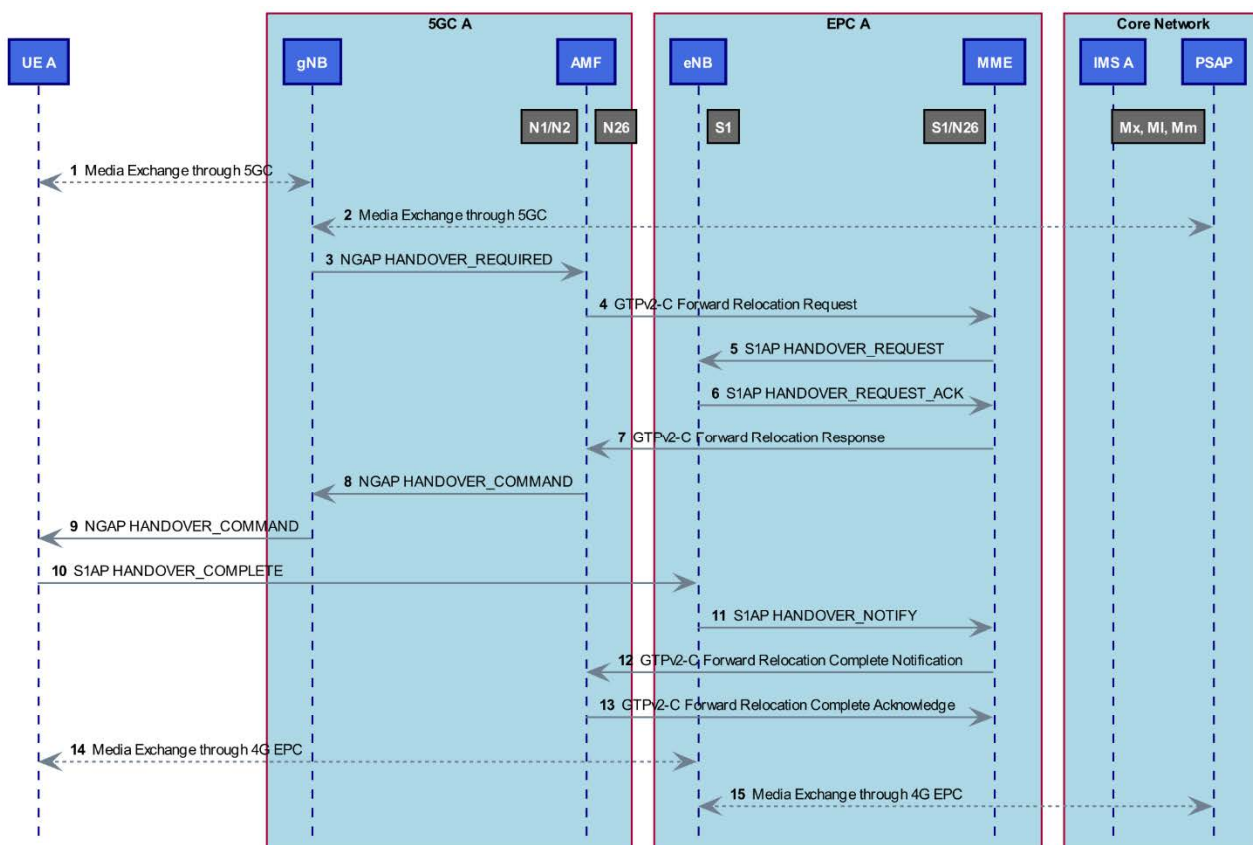 5GC A
EPC A
Core Network
UE A
gNB
AMF
eNB
MME
IMS A
PSAP
N1/N2
N26
S1
S1/N26
Mx, Ml, Mm
1 Media Exchange through 5GC
2 Media Exchange through 5GC
3 NGAP HANDOVER_REQUIRED
4 GTPv2-C Forward Relocation Request
5 S1AP HANDOVER_REQUEST
6 S1AP HANDOVER_REQUEST_ACK
7 GTPv2-C Forward Relocation Response
8 NGAP HANDOVER_COMMAND
9 NGAP HANDOVER_COMMAND
10 S1AP HANDOVER_COMPLETE
11 S1AP HANDOVER_NOTIFY
12 GTPv2-C Forward Relocation Complete Notification
13 GTPv2-C Forward Relocation Complete Acknowledge
14 Media Exchange through 4G EPC
15 Media Exchange through 4G EPC